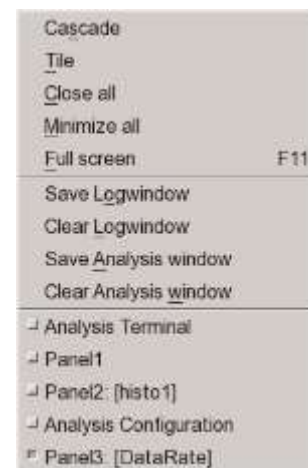 Cascade
Tile
Close all
Minimize all
Full screen F11
Save Logwindow
Clear Logwindow
Save Analysis window
Clear Analysis window
Analysis Terminal
Panel1
Panel2: [histo1]
Analysis Configuration
Panel3: [DataRate]